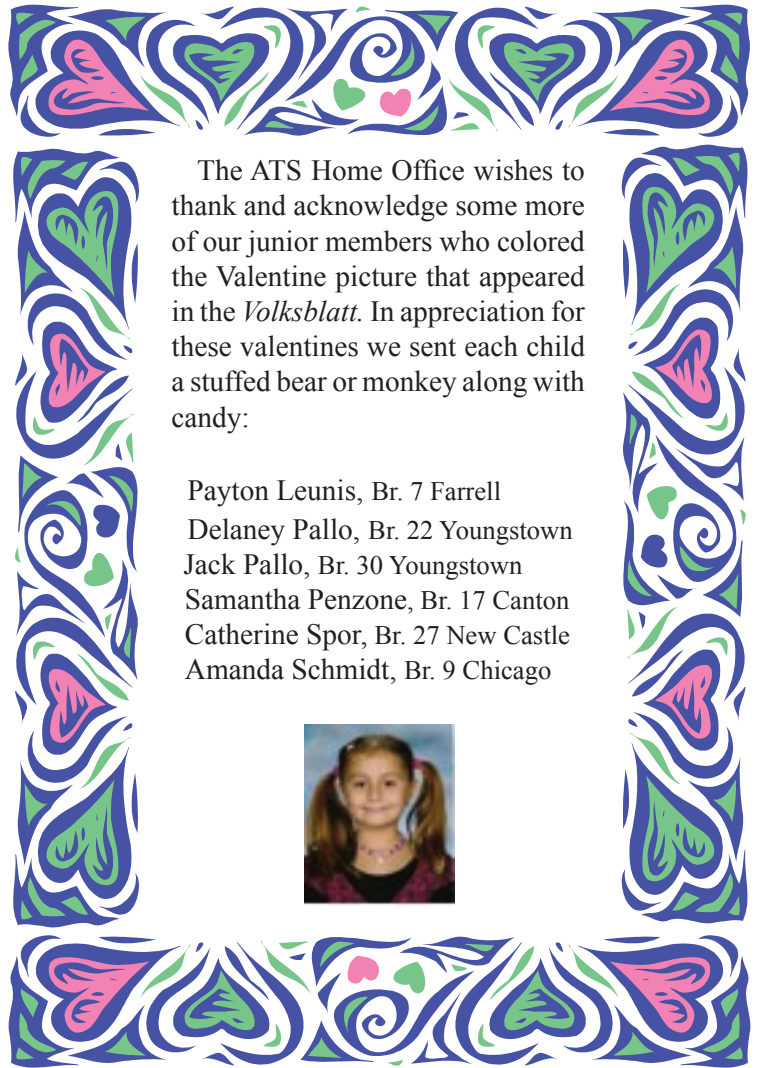 The ATS Home Office wishes to
thank and acknowledge some more
of our junior members who colored
the Valentine picture that appeared
in the Volksblatt. In appreciation for
these valentines we sent each child
a stuffed bear or monkey along with
candy:
Payton Leunis, Br. 7 Farrell
Delaney Pallo, Br. 22 Youngstown
Jack Pallo, Br. 30 Youngstown
Samantha Penzone, Br. 17 Canton
Catherine Spor, Br. 27 New Castle
Amanda Schmidt, Br. 9 Chicago